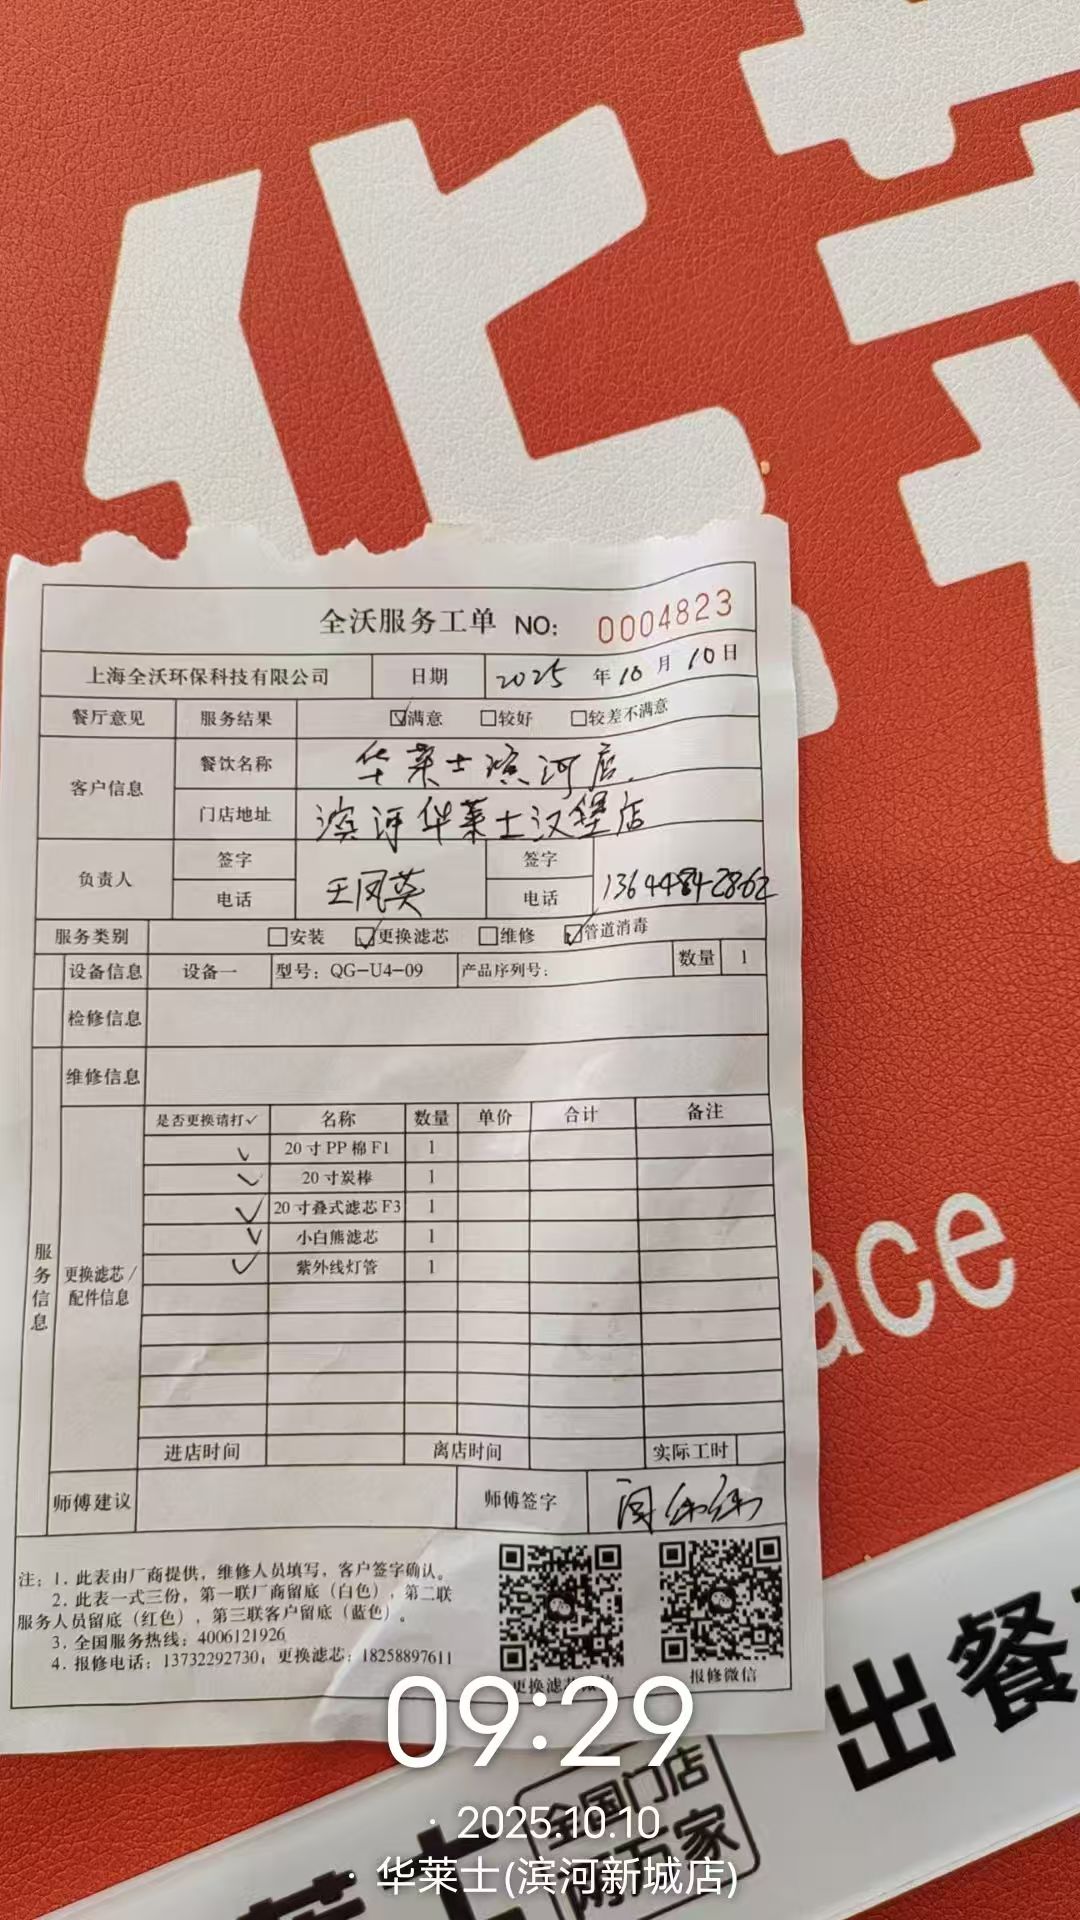 华莱
全沃服务工单 NO: 0004823
上海全沃环保科技有限公司 日期 2025年10月10日
餐厅意见 服务结果 ☑满意 □较好 □较差不满意
客户信息 餐饮名称 华莱士滨河店
门店地址 滨河华莱士汉堡店
负责人 签字 王凤英 签字
电话 电话 13644842862
服务类别 □安装 ☑更换滤芯 □维修 ☑管道消毒
设备信息 设备一 型号：QG-U4-09 产品序列号： 数量 1
检修信息
维修信息
服务信息
更换滤芯/配件信息
是否更换请打✓ 名称 数量 单价 合计 备注
✓ 20寸PP棉F1 1
✓ 20寸炭棒 1
✓ 20寸叠式滤芯F3 1
✓ 小白熊滤芯 1
✓ 紫外线灯管 1
进店时间 离店时间 实际工时
师傅建议 师傅签字
注：1. 此表由厂商提供，维修人员填写，客户签字确认。
2. 此表一式三份，第一联厂商留底（白色），第二联
服务人员留底（红色），第三联客户留底（蓝色）。
3. 全国服务热线：4006121926
4. 报修电话：13732292730；更换滤芯：18258897611
报修微信
ace
出餐
全国门店
09:29
· 2025.10.10
· 华莱士(滨河新城店)